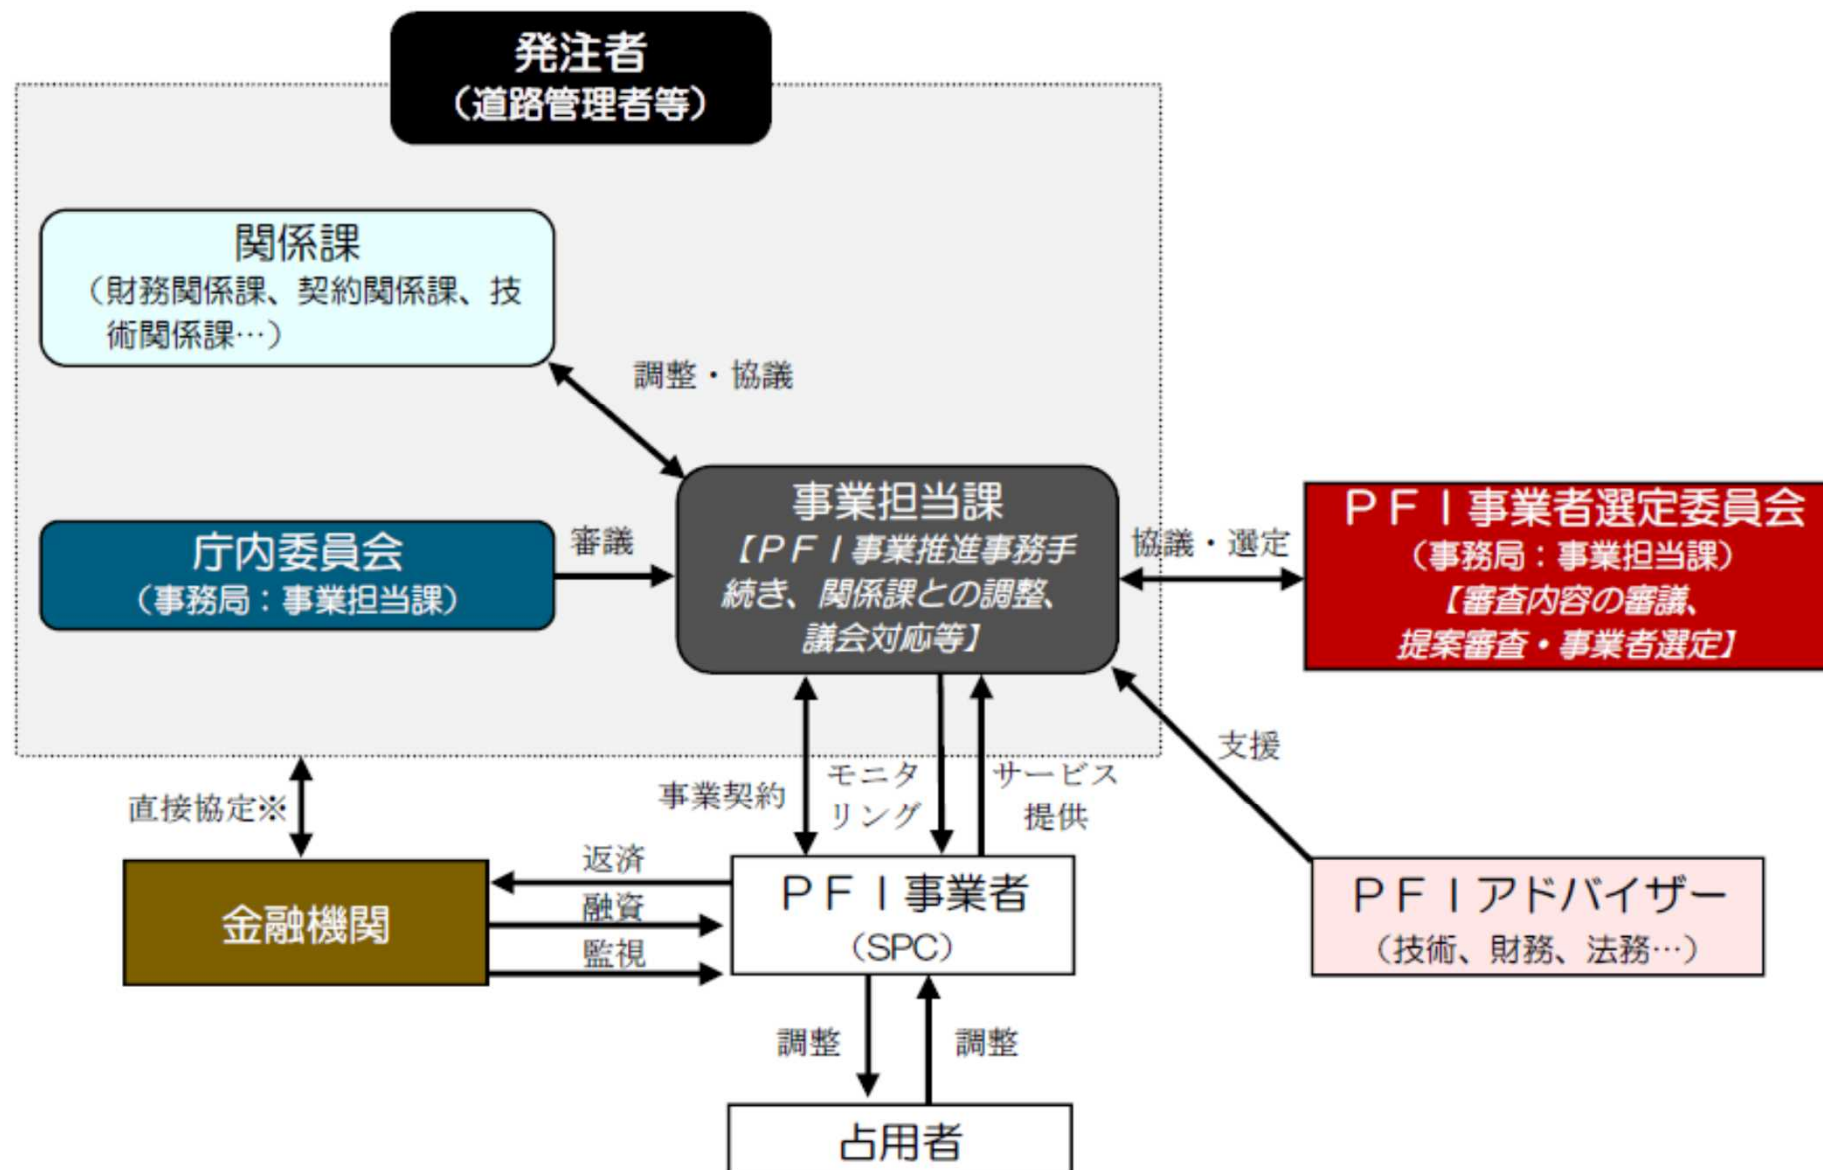 発注者
(道路管理者等)
関係課
(財務関係課、契約関係課、技
術関係課…)
調整・協議
事業担当課
【PFI事業推進事務手
続き、関係課との調整、
議会対応等】
庁内委員会
(事務局:事業担当課)
審議
協議・選定
PFI事業者選定委員会
(事務局:事業担当課)
【審査内容の審議、
提案審査・事業者選定】
支援
直接協定※
事業契約
モニタ
リング
サービス
提供
金融機関
返済
融資
監視
PFI事業者
(SPC)
PFIアドバイザー
(技術、財務、法務…)
調整
調整
占用者